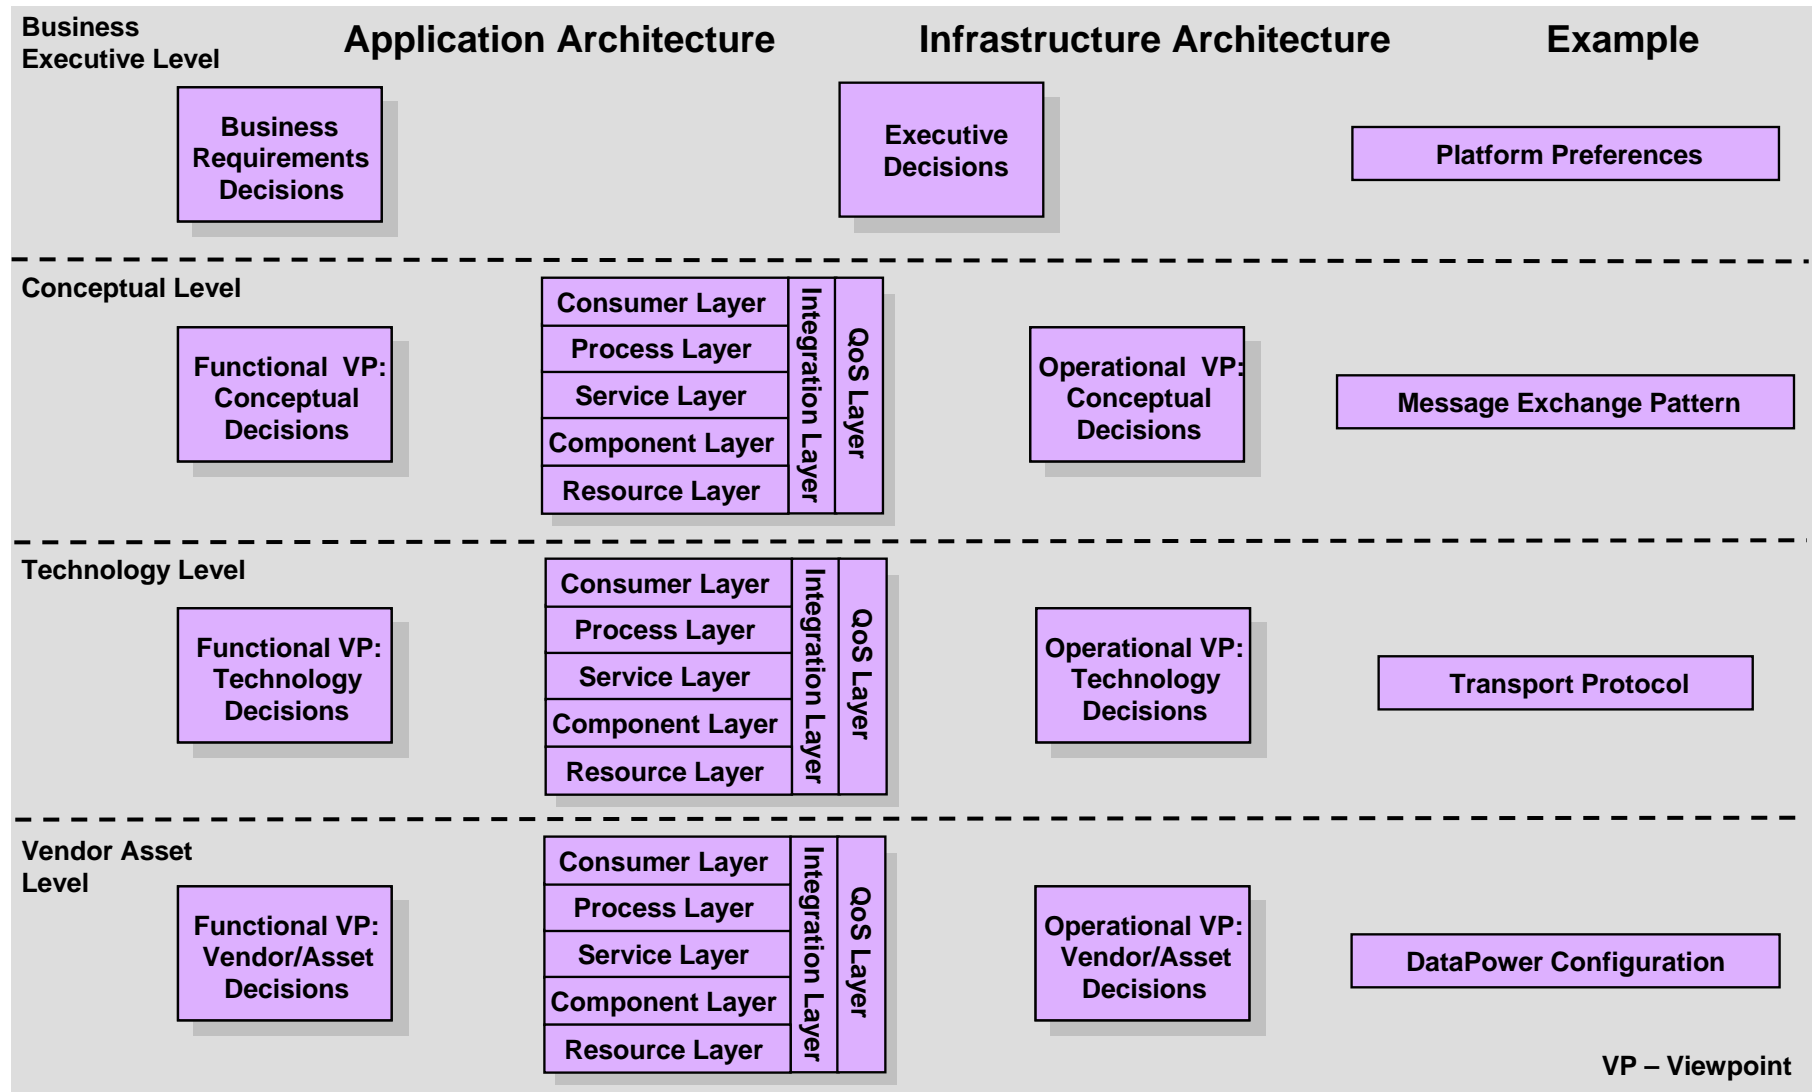 Business
Executive Level
Application Architecture
Infrastructure Architecture
Example
Business
Requirements
Decisions
Executive
Decisions
Platform Preferences
Conceptual Level
Functional VP:
Conceptual
Decisions
Consumer Layer
Process Layer
Service Layer
Component Layer
Resource Layer
Integration Layer
QoS Layer
Operational VP:
Conceptual
Decisions
Message Exchange Pattern
Technology Level
Functional VP:
Technology
Decisions
Consumer Layer
Process Layer
Service Layer
Component Layer
Resource Layer
Integration Layer
QoS Layer
Operational VP:
Technology
Decisions
Transport Protocol
Vendor Asset
Level
Functional VP:
Vendor/Asset
Decisions
Consumer Layer
Process Layer
Service Layer
Component Layer
Resource Layer
Integration Layer
QoS Layer
Operational VP:
Vendor/Asset
Decisions
DataPower Configuration
VP – Viewpoint